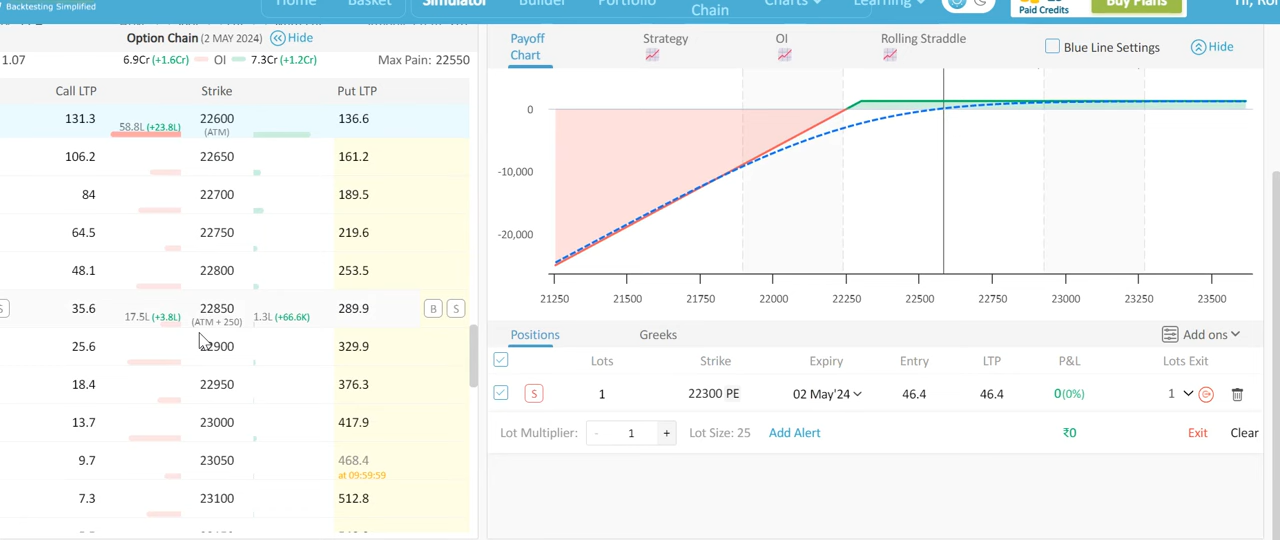 Backtesting Simplified
Home Basket Simulator Builder Portfolio Chain Charts Learning Paid Credits Buy Plans
Option Chain (2 MAY 2024) Hide
1.07 6.9Cr (+1.6Cr) OI 7.3Cr (+1.2Cr) Max Pain: 22550
Call LTP Strike Put LTP
131.3 58.8L (+23.8L) 22600 136.6
(ATM)
106.2 22650 161.2
84 22700 189.5
64.5 22750 219.6
48.1 22800 253.5
S 35.6 17.5L (+3.8L) 22850 1.3L (+66.6K) 289.9 B S
(ATM + 250)
25.6 22900 329.9
18.4 22950 376.3
13.7 23000 417.9
9.7 23050 468.4
at 09:59:59
7.3 23100 512.8
Payoff Chart Strategy OI Rolling Straddle Blue Line Settings Hide
0
-10,000
-20,000
21250 21500 21750 22000 22250 22500 22750 23000 23250 23500
Positions Greeks Add ons
Lots Strike Expiry Entry LTP P&L Lots Exit
S 1 22300 PE 02 May'24 46.4 46.4 0(0%) 1
Lot Multiplier: - 1 + Lot Size: 25 Add Alert ₹0 Exit Clear